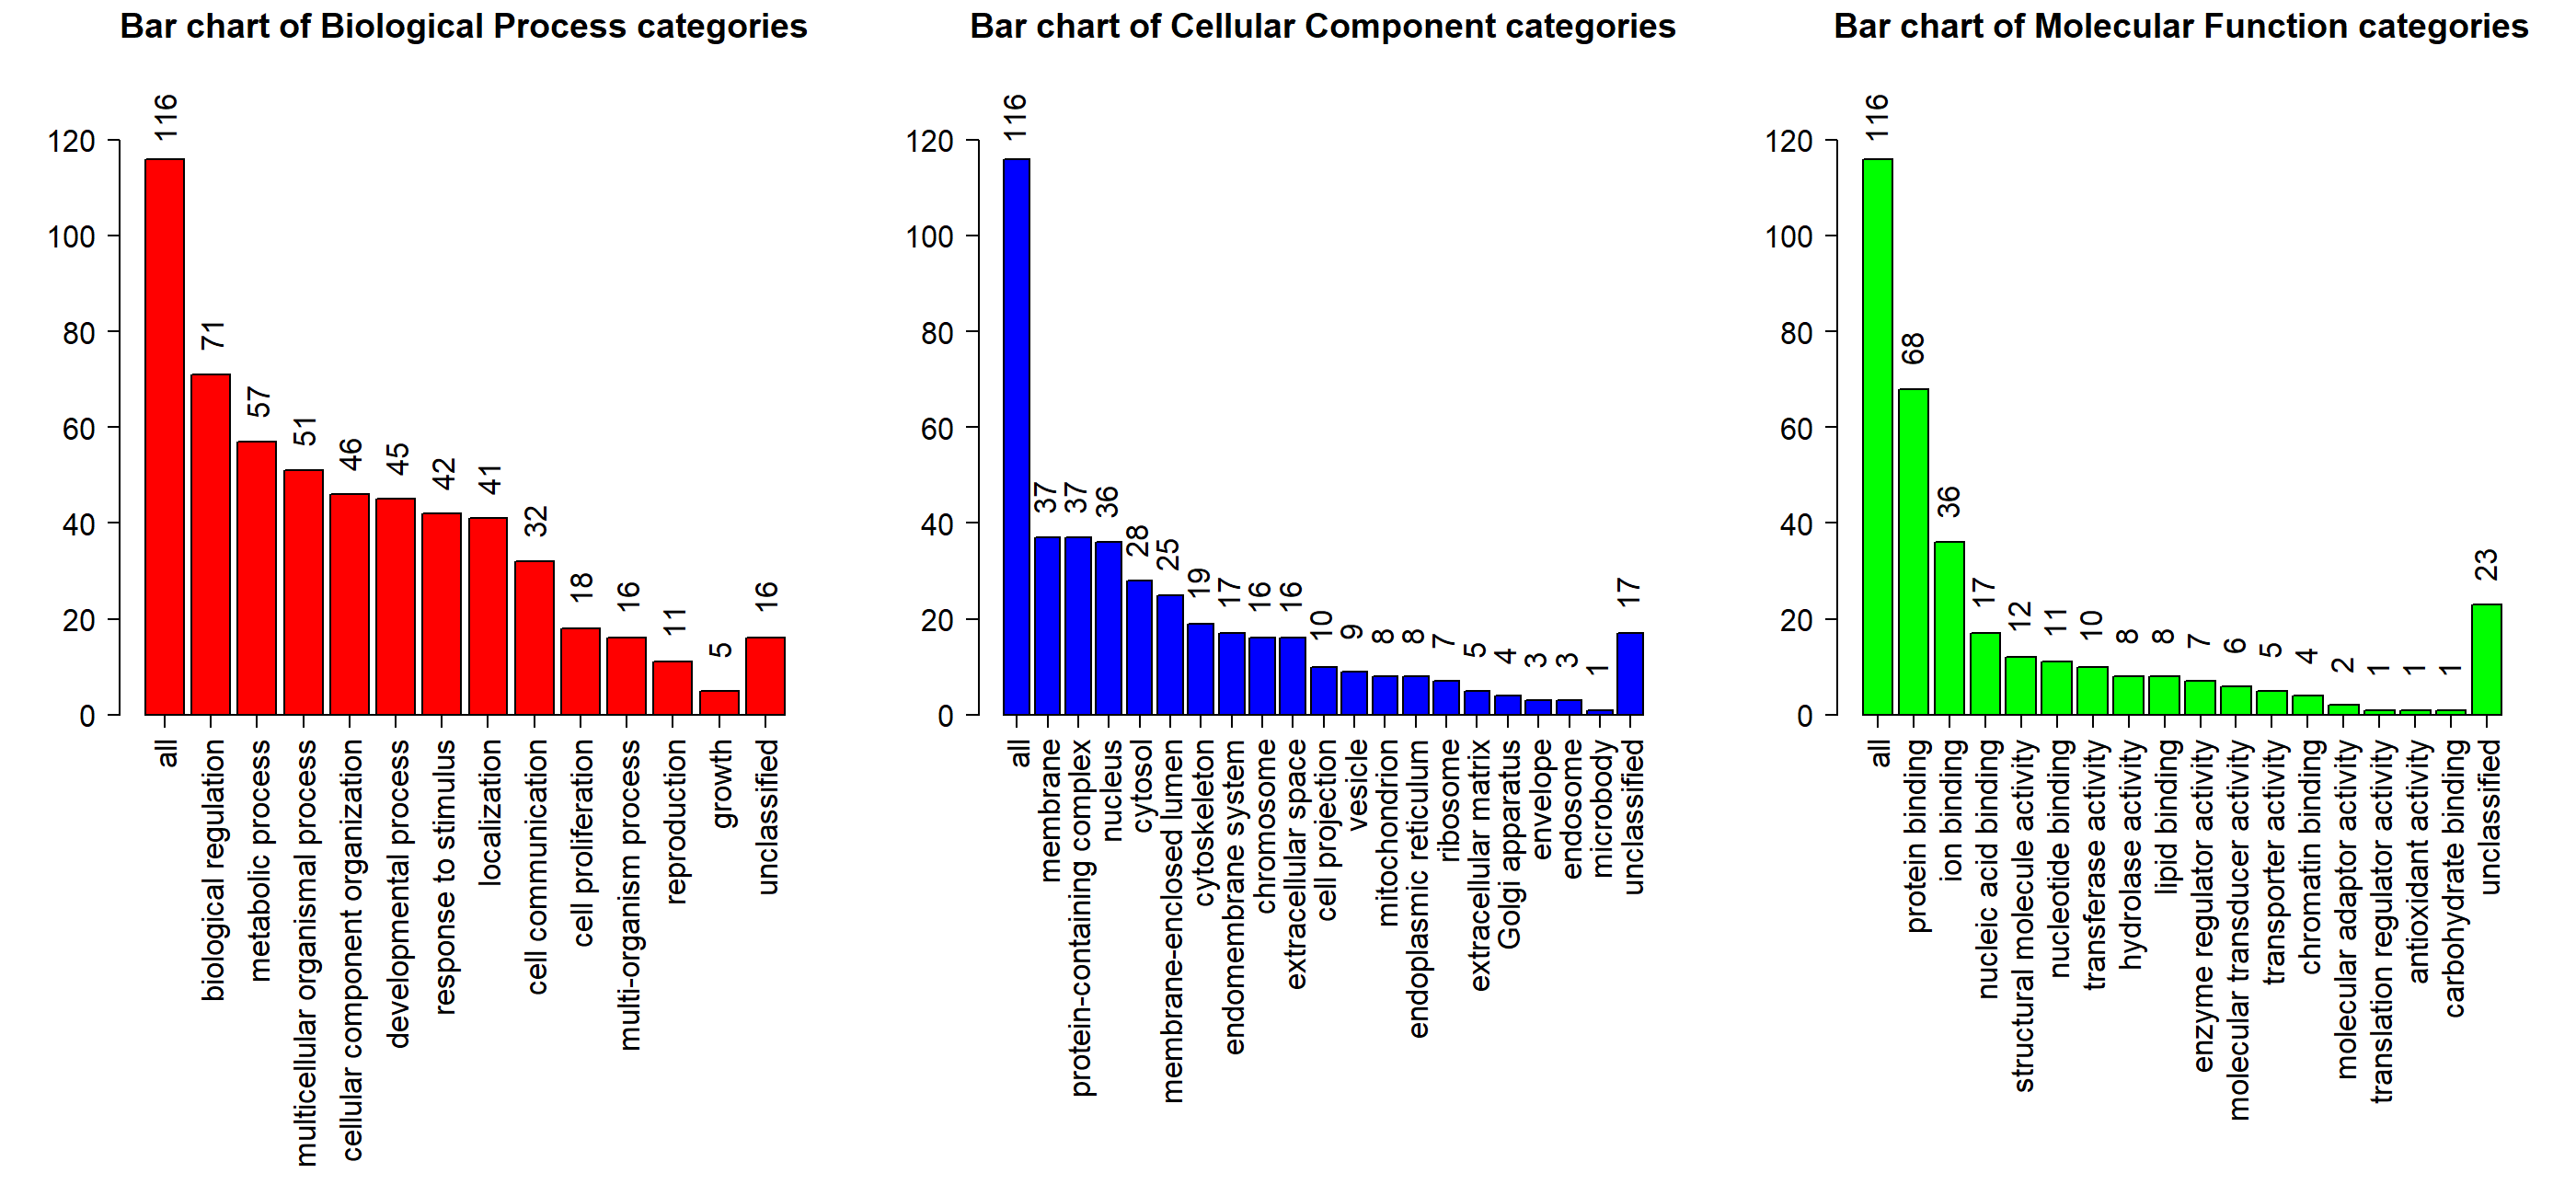 Bar chart of Biological Process categories
120
100
80
60
40
20
0
116
71
57
51
46
45
42
41
32
18
16
11
5
16
all
biological regulation
metabolic process
multicellular organismal process
cellular component organization
developmental process
response to stimulus
localization
cell communication
cell proliferation
multi-organism process
reproduction
growth
unclassified
Bar chart of Cellular Component categories
120
100
80
60
40
20
0
116
37
37
36
28
25
19
17
16
16
10
9
8
8
7
5
4
3
3
1
17
all
membrane
protein-containing complex
nucleus
cytosol
membrane-enclosed lumen
cytoskeleton
endomembrane system
chromosome
extracellular space
cell projection
vesicle
mitochondrion
endoplasmic reticulum
ribosome
extracellular matrix
Golgi apparatus
envelope
endosome
microbody
unclassified
Bar chart of Molecular Function categories
120
100
80
60
40
20
0
116
68
36
17
12
11
10
8
8
7
6
5
4
2
1
1
1
23
all
protein binding
ion binding
nucleic acid binding
structural molecule activity
nucleotide binding
transferase activity
hydrolase activity
lipid binding
enzyme regulator activity
molecular transducer activity
transporter activity
chromatin binding
molecular adaptor activity
translation regulator activity
antioxidant activity
carbohydrate binding
unclassified